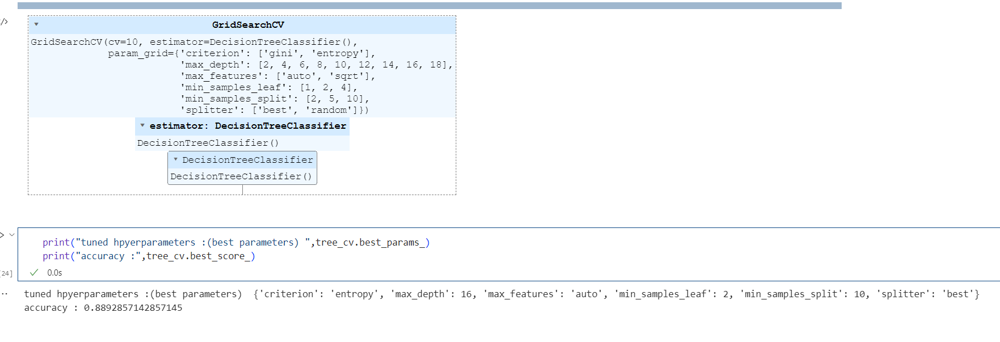 />
GridSearchCV
GridSearchCV(cv=10, estimator=DecisionTreeClassifier(),
param_grid={'criterion': ['gini', 'entropy'],
'max_depth': [2, 4, 6, 8, 10, 12, 14, 16, 18],
'max_features': ['auto', 'sqrt'],
'min_samples_leaf': [1, 2, 4],
'min_samples_split': [2, 5, 10],
'splitter': ['best', 'random']})
estimator: DecisionTreeClassifier
DecisionTreeClassifier()
DecisionTreeClassifier
DecisionTreeClassifier()
print("tuned hpyerparameters :(best parameters) ",tree_cv.best_params_)
print("accuracy :",tree_cv.best_score_)
[24]
0.0s
tuned hpyerparameters :(best parameters)  {'criterion': 'entropy', 'max_depth': 16, 'max_features': 'auto', 'min_samples_leaf': 2, 'min_samples_split': 10, 'splitter': 'best'}
accuracy : 0.8892857142857145